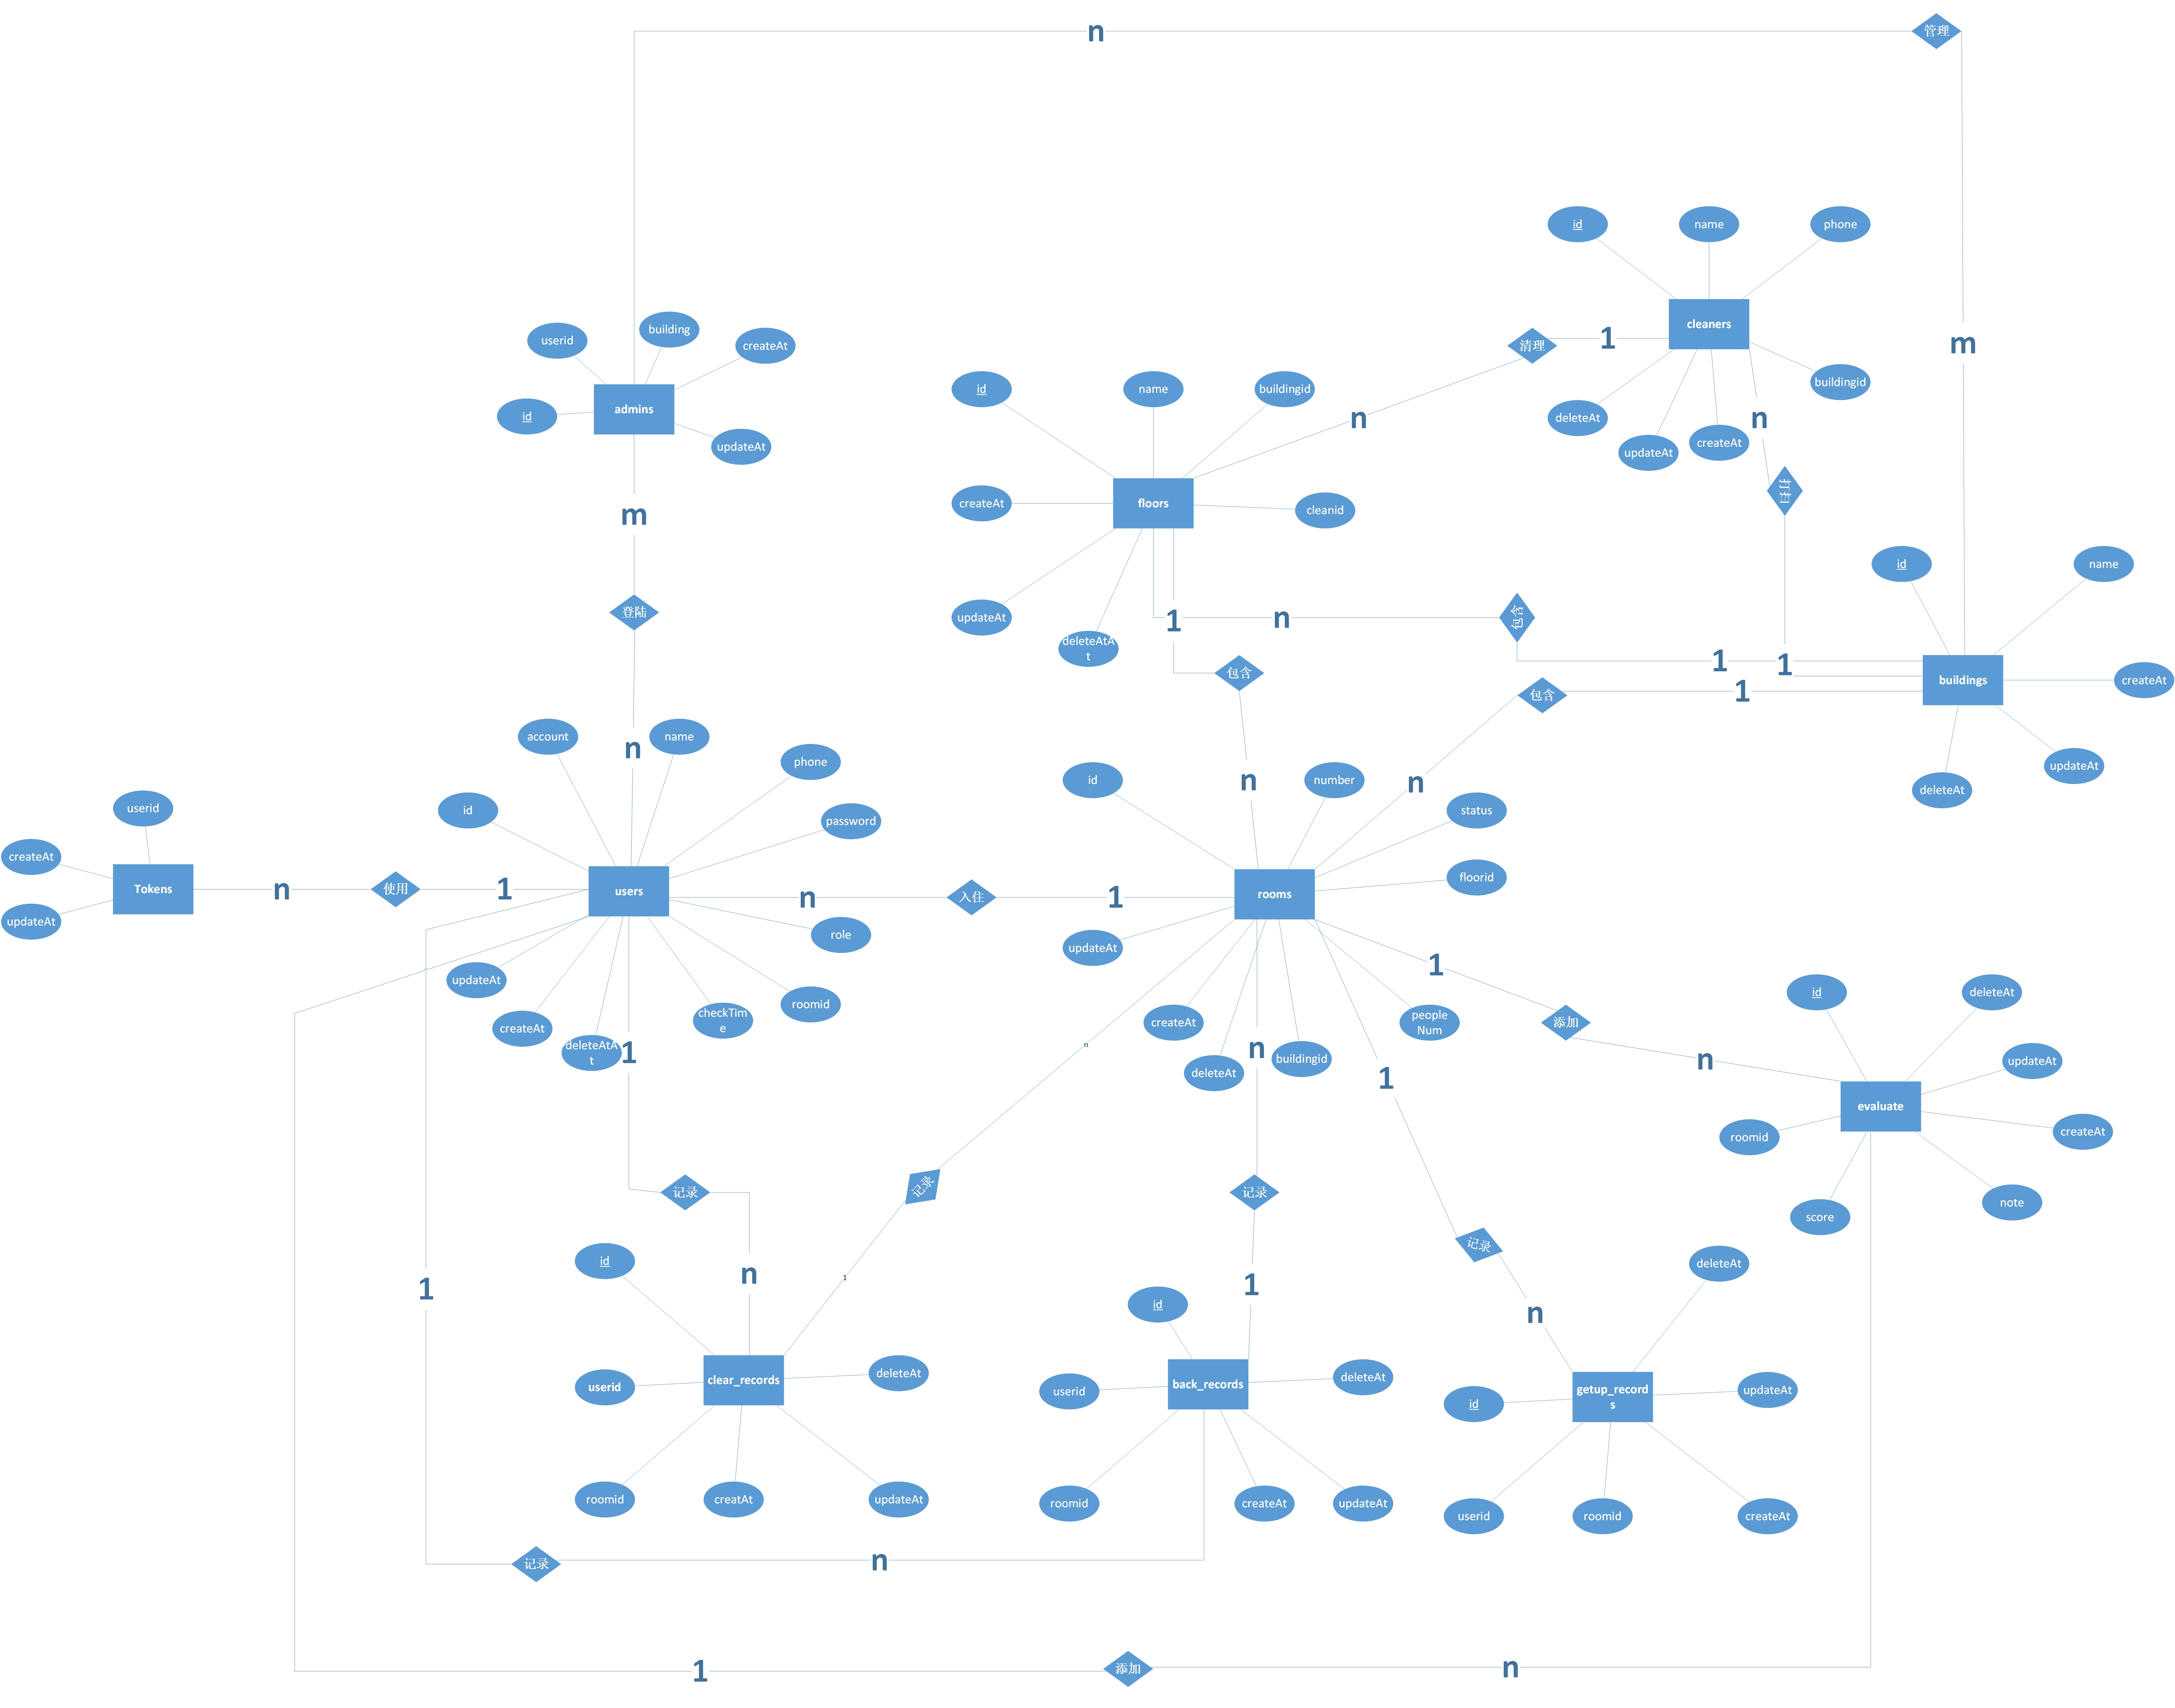 n
管理
id
name
phone
userid
building
createAt
cleaners
清理
1
m
id
admins
updateAt
id
name
buildingid
buildingid
n
deleteAt
n
updateAt
createAt
createAt
floors
cleanid
打扫
m
登陆
updateAt
deleteAtA
t
1
n
包含
id
name
包含
1
1
buildings
createAt
包含
1
account
name
n
phone
id
number
n
n
updateAt
deleteAt
userid
id
password
status
createAt
Tokens
n
使用
1
users
n
入住
1
rooms
floorid
updateAt
role
updateAt
1
updateAt
roomid
id
deleteAt
createAt
checkTim
e
createAt
people
Num
添加
deleteAtA
t
1
n
n
deleteAt
buildingid
1
n
updateAt
evaluate
roomid
createAt
记录
记录
记录
score
note
记录
id
n
1
1
id
deleteAt
1
n
userid
clear_records
deleteAt
userid
back_records
deleteAt
id
getup_record
s
updateAt
roomid
creatAt
updateAt
roomid
createAt
updateAt
userid
roomid
createAt
记录
n
1
添加
n